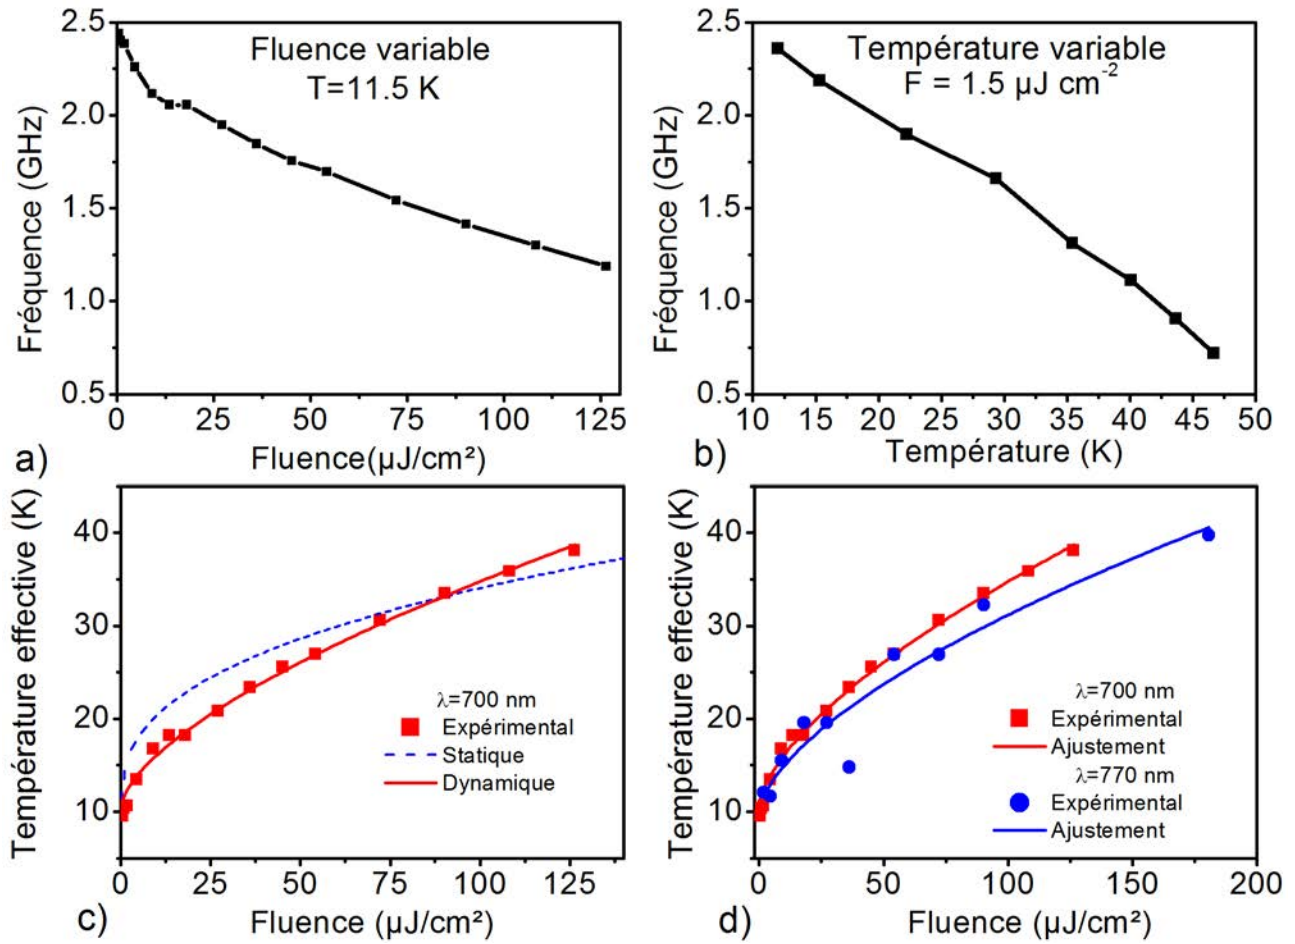 Fluence variable
T=11.5 K
2.5
2.0
1.5
1.0
0.5
Fréquence (GHz)
0 25 50 75 100 125
Fluence(µJ/cm²)
a)
Température variable
F = 1.5 µJ cm⁻²
2.5
2.0
1.5
1.0
0.5
Fréquence (GHz)
10 15 20 25 30 35 40 45 50
Température (K)
b)
40
30
20
10
Température effective (K)
λ=700 nm
Expérimental
Statique
Dynamique
0 25 50 75 100 125
Fluence (µJ/cm²)
c)
40
30
20
10
Température effective (K)
λ=700 nm
Expérimental
Ajustement
λ=770 nm
Expérimental
Ajustement
0 50 100 150 200
Fluence (µJ/cm²)
d)